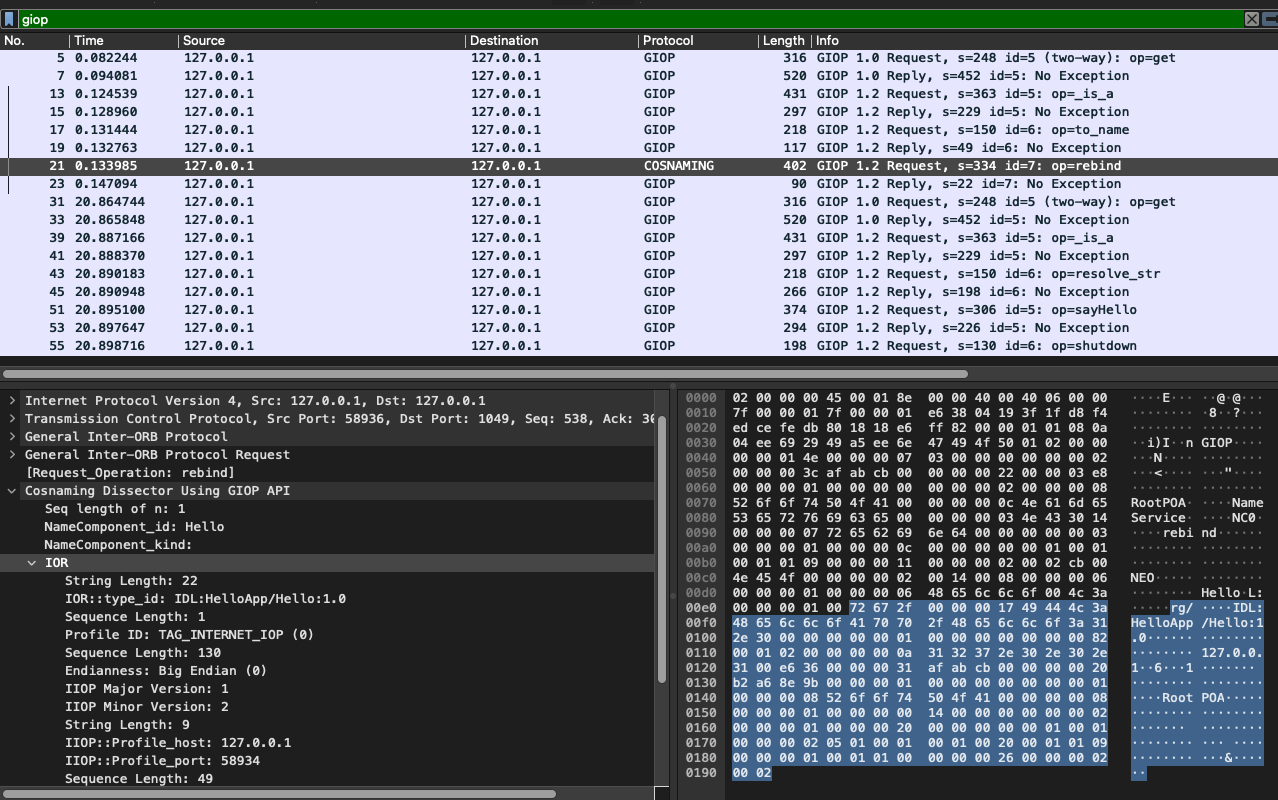 giop
No. Time Source Destination Protocol Length Info
5 0.082244 127.0.0.1 127.0.0.1 GIOP 316 GIOP 1.0 Request, s=248 id=5 (two-way): op=get
7 0.094081 127.0.0.1 127.0.0.1 GIOP 520 GIOP 1.0 Reply, s=452 id=5: No Exception
13 0.124539 127.0.0.1 127.0.0.1 GIOP 431 GIOP 1.2 Request, s=363 id=5: op=_is_a
15 0.128960 127.0.0.1 127.0.0.1 GIOP 297 GIOP 1.2 Reply, s=229 id=5: No Exception
17 0.131444 127.0.0.1 127.0.0.1 GIOP 218 GIOP 1.2 Request, s=150 id=6: op=to_name
19 0.132763 127.0.0.1 127.0.0.1 GIOP 117 GIOP 1.2 Reply, s=49 id=6: No Exception
21 0.133985 127.0.0.1 127.0.0.1 COSNAMING 402 GIOP 1.2 Request, s=334 id=7: op=rebind
23 0.147094 127.0.0.1 127.0.0.1 GIOP 90 GIOP 1.2 Reply, s=22 id=7: No Exception
31 20.864744 127.0.0.1 127.0.0.1 GIOP 316 GIOP 1.0 Request, s=248 id=5 (two-way): op=get
33 20.865848 127.0.0.1 127.0.0.1 GIOP 520 GIOP 1.0 Reply, s=452 id=5: No Exception
39 20.887166 127.0.0.1 127.0.0.1 GIOP 431 GIOP 1.2 Request, s=363 id=5: op=_is_a
41 20.888370 127.0.0.1 127.0.0.1 GIOP 297 GIOP 1.2 Reply, s=229 id=5: No Exception
43 20.890183 127.0.0.1 127.0.0.1 GIOP 218 GIOP 1.2 Request, s=150 id=6: op=resolve_str
45 20.890948 127.0.0.1 127.0.0.1 GIOP 266 GIOP 1.2 Reply, s=198 id=6: No Exception
51 20.895100 127.0.0.1 127.0.0.1 GIOP 374 GIOP 1.2 Request, s=306 id=5: op=sayHello
53 20.897647 127.0.0.1 127.0.0.1 GIOP 294 GIOP 1.2 Reply, s=226 id=5: No Exception
55 20.898716 127.0.0.1 127.0.0.1 GIOP 198 GIOP 1.2 Request, s=130 id=6: op=shutdown
Internet Protocol Version 4, Src: 127.0.0.1, Dst: 127.0.0.1
Transmission Control Protocol, Src Port: 58936, Dst Port: 1049, Seq: 538, Ack: 30
General Inter-ORB Protocol
General Inter-ORB Protocol Request
[Request_Operation: rebind]
Cosnaming Dissector Using GIOP API
Seq length of n: 1
NameComponent_id: Hello
NameComponent_kind:
IOR
String Length: 22
IOR::type_id: IDL:HelloApp/Hello:1.0
Sequence Length: 1
Profile ID: TAG_INTERNET_IOP (0)
Sequence Length: 130
Endianness: Big Endian (0)
IIOP Major Version: 1
IIOP Minor Version: 2
String Length: 9
IIOP::Profile_host: 127.0.0.1
IIOP::Profile_port: 58934
Sequence Length: 49
0000 02 00 00 00 45 00 01 8e 00 00 40 00 40 06 00 00 ····E··· ··@·@···
0010 7f 00 00 01 7f 00 00 01 e6 38 04 19 3f 1f d8 f4 ········ ·8··?···
0020 ed ce fe db 80 18 18 e6 ff 82 00 00 01 01 08 0a ········ ········
0030 04 ee 69 29 49 a5 ee 6e 47 49 4f 50 01 02 00 00 ··i)I··n GIOP····
0040 00 00 01 4e 00 00 00 07 03 00 00 00 00 00 00 02 ···N···· ········
0050 00 00 00 3c af ab cb 00 00 00 00 22 00 00 03 e8 ···<···· ···"····
0060 00 00 00 01 00 00 00 00 00 00 00 02 00 00 00 08 ········ ········
0070 52 6f 6f 74 50 4f 41 00 00 00 00 0c 4e 61 6d 65 RootPOA· ····Name
0080 53 65 72 76 69 63 65 00 00 00 00 03 4e 43 30 14 Service· ····NC0·
0090 00 00 00 07 72 65 62 69 6e 64 00 00 00 00 00 03 ····rebi nd······
00a0 00 00 00 01 00 00 00 0c 00 00 00 00 00 01 00 01 ········ ········
00b0 00 01 01 09 00 00 00 11 00 00 00 02 00 02 cb 00 ········ ········
00c0 4e 45 4f 00 00 00 00 02 00 14 00 08 00 00 00 06 NEO····· ········
00d0 00 00 00 01 00 00 00 06 48 65 6c 6c 6f 00 4c 3a ········ Hello·L:
00e0 00 00 00 01 00 72 67 2f 00 00 00 17 49 44 4c 3a ·····rg/ ····IDL:
00f0 48 65 6c 6c 6f 41 70 70 2f 48 65 6c 6c 6f 3a 31 HelloApp /Hello:1
0100 2e 30 00 00 00 00 00 01 00 00 00 00 00 00 00 82 .0······ ········
0110 00 01 02 00 00 00 00 0a 31 32 37 2e 30 2e 30 2e ········ 127.0.0.
0120 31 00 e6 36 00 00 00 31 af ab cb 00 00 00 00 20 1··6···1 ·······
0130 b2 a6 8e 9b 00 00 00 01 00 00 00 00 00 00 00 01 ········ ········
0140 00 00 00 08 52 6f 6f 74 50 4f 41 00 00 00 00 08 ····Root POA·····
0150 00 00 00 01 00 00 00 00 14 00 00 00 00 00 00 02 ········ ········
0160 00 00 00 01 00 00 00 20 00 00 00 00 00 01 00 01 ······· ········
0170 00 00 00 02 05 01 00 01 00 01 00 20 00 01 01 09 ········ ··· ····
0180 00 00 00 01 00 01 01 00 00 00 00 26 00 00 00 02 ········ ···&····
0190 00 02 ··